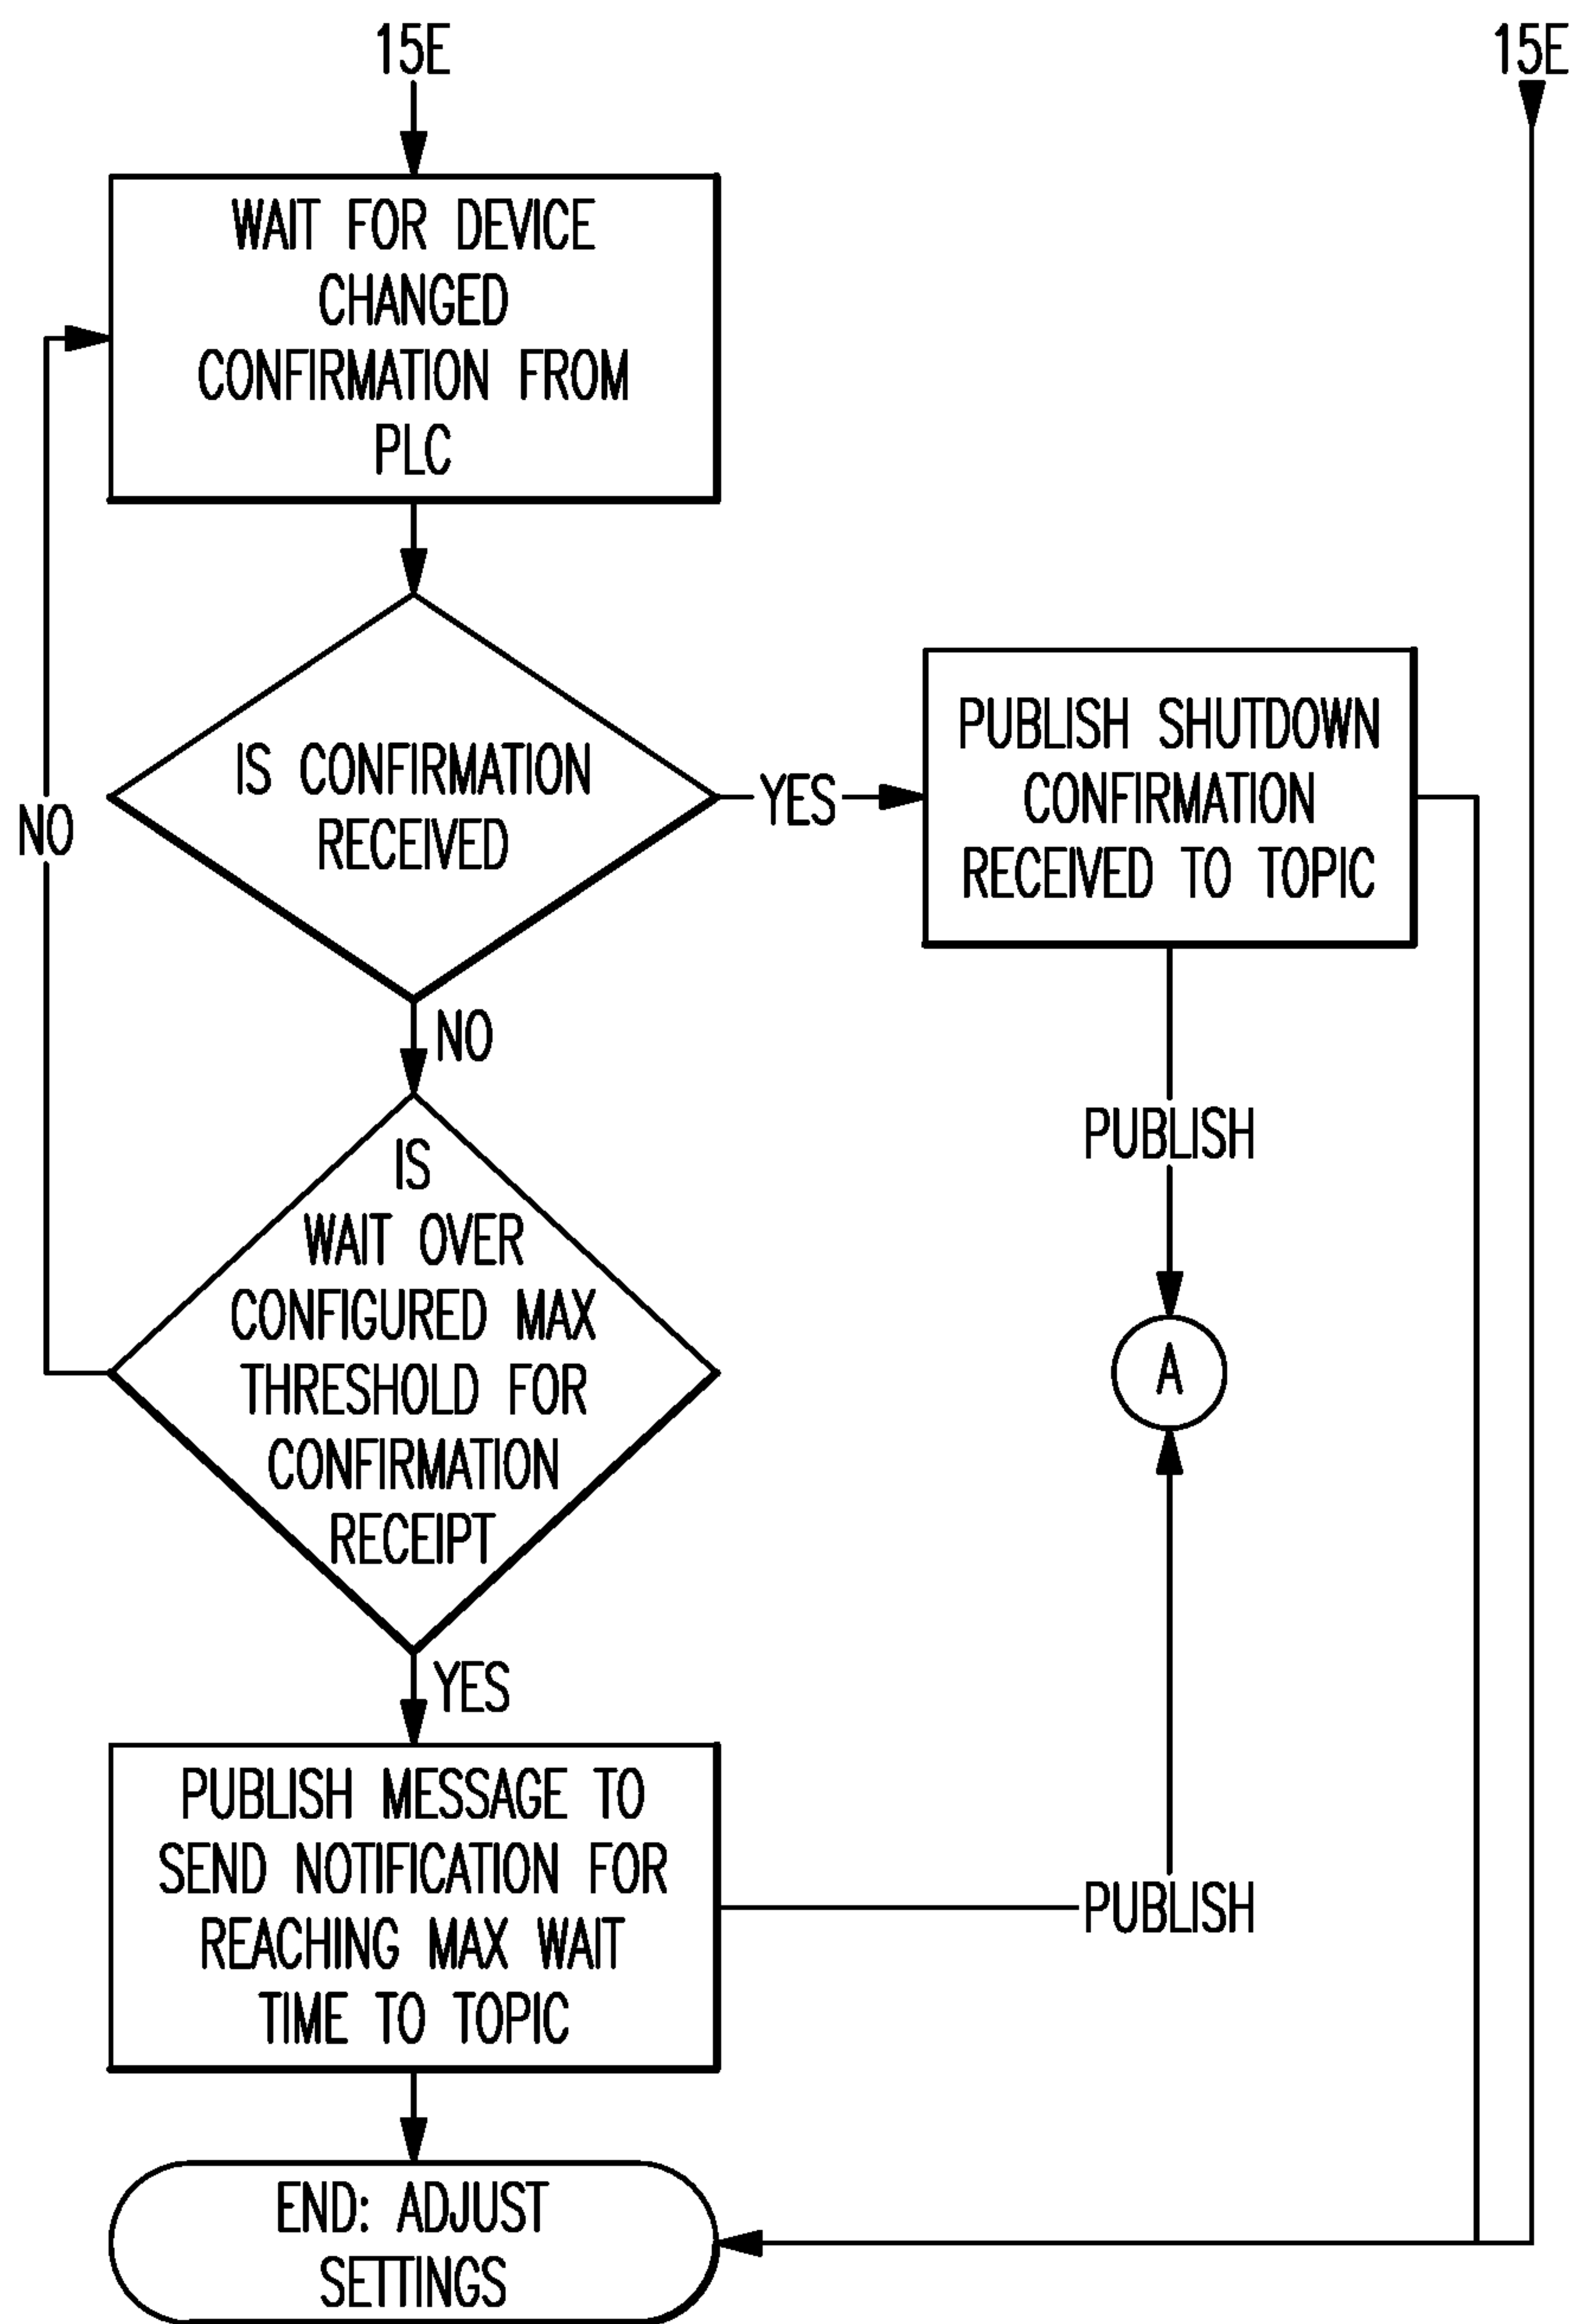 15E
15E
WAIT FOR DEVICE
CHANGED
CONFIRMATION FROM
PLC
IS CONFIRMATION
RECEIVED
YES
PUBLISH SHUTDOWN
CONFIRMATION
RECEIVED TO TOPIC
NO
NO
PUBLISH
IS
WAIT OVER
CONFIGURED MAX
THRESHOLD FOR
CONFIRMATION
RECEIPT
A
YES
PUBLISH MESSAGE TO
SEND NOTIFICATION FOR
REACHING MAX WAIT
TIME TO TOPIC
PUBLISH
END: ADJUST
SETTINGS